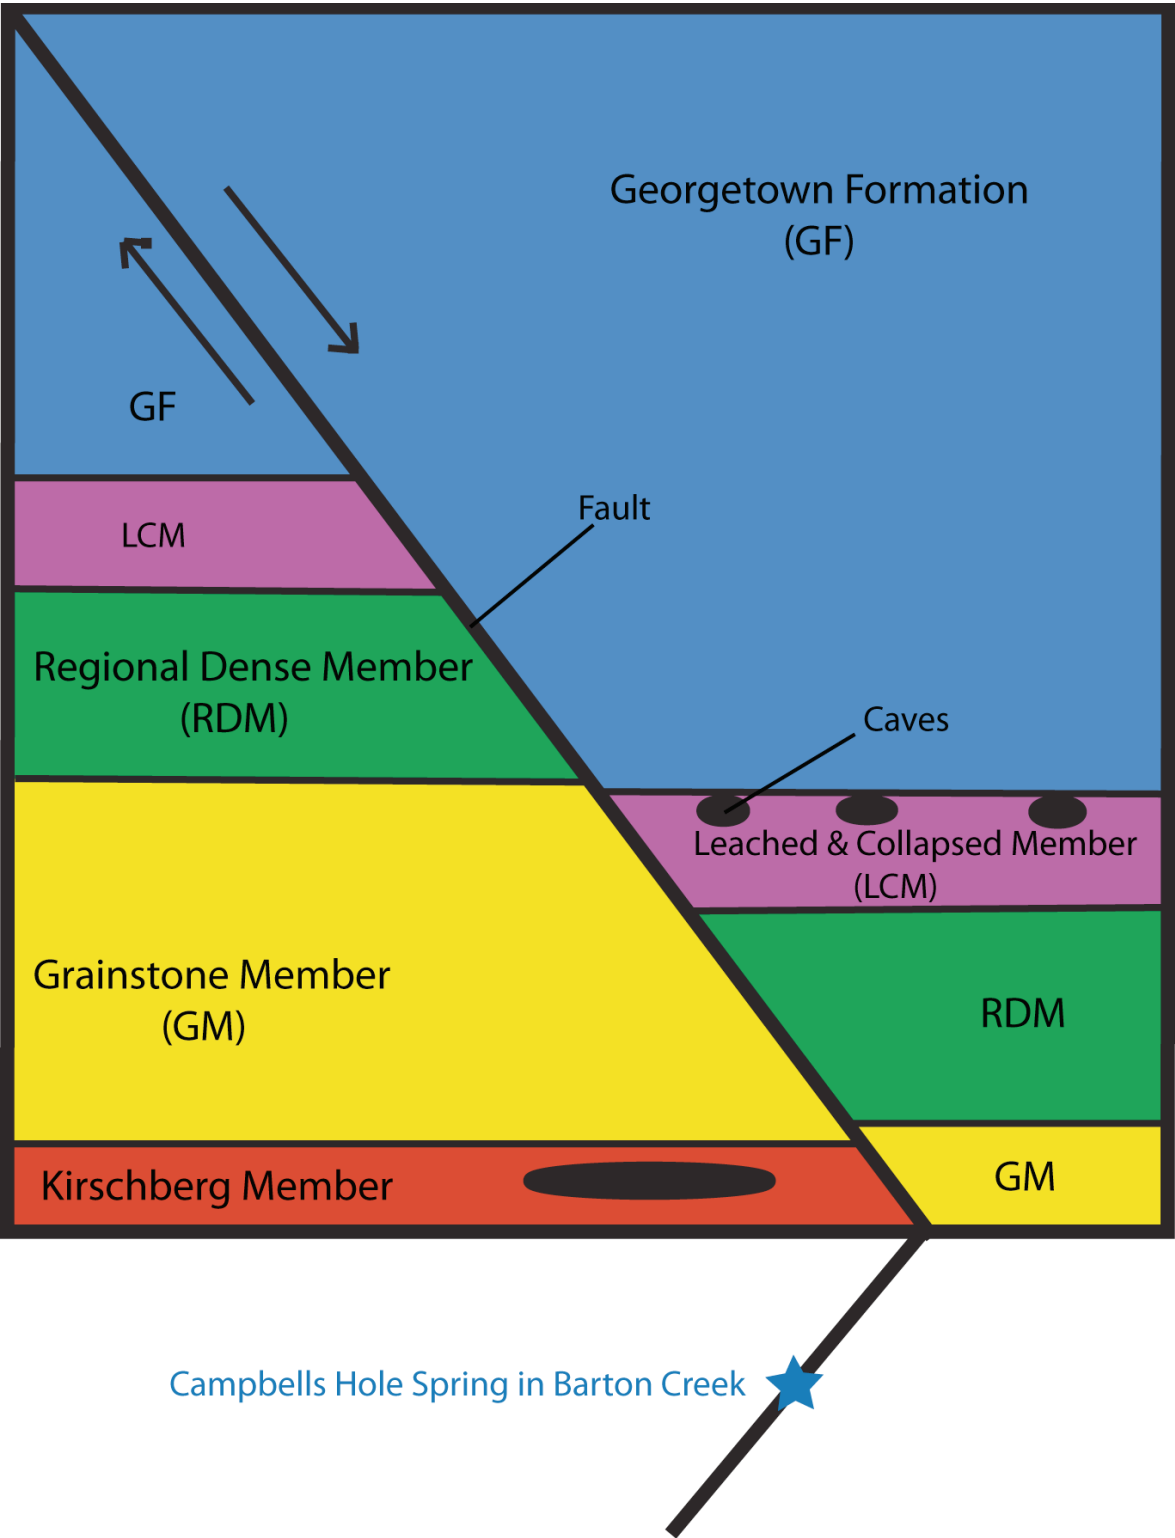 Georgetown Formation
(GF)
GF
Fault
LCM
Regional Dense Member
(RDM)
Caves
Leached & Collapsed Member
(LCM)
Grainstone Member
(GM)
RDM
Kirschberg Member
GM
Campbells Hole Spring in Barton Creek